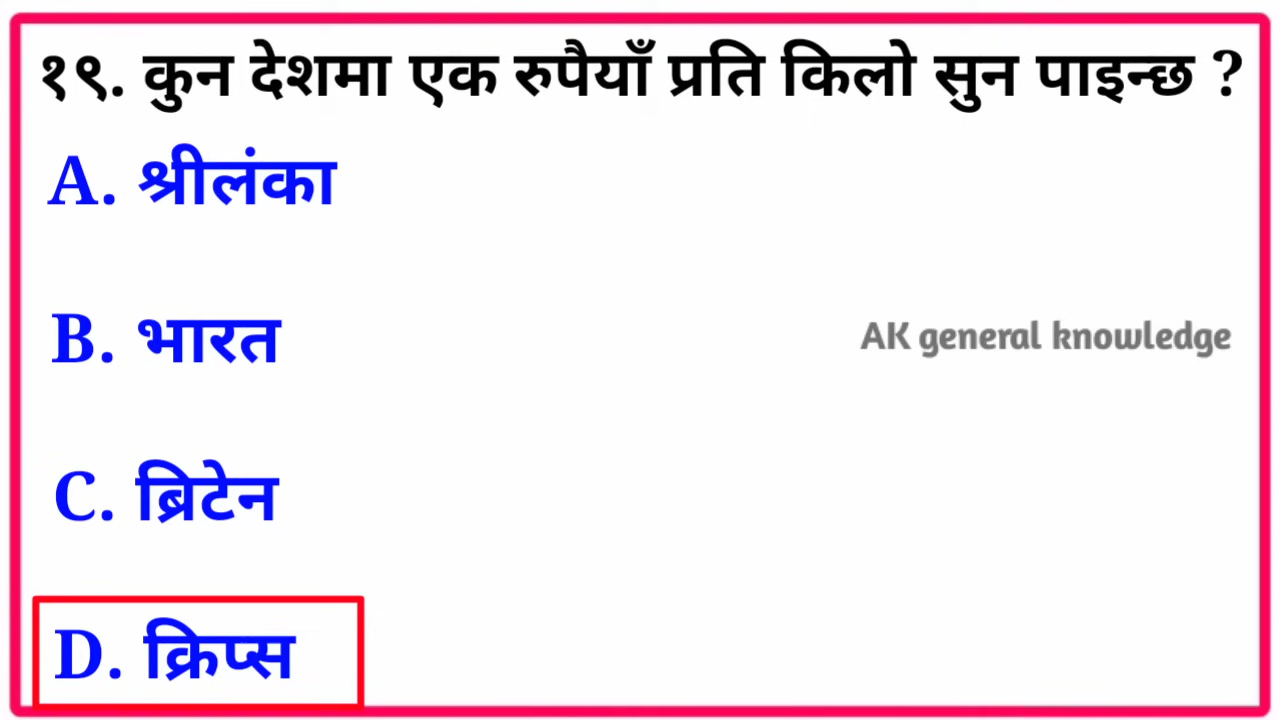 १९. कुन देशमा एक रुपैयाँ प्रति किलो सुन पाइन्छ ?
A. श्रीलंका
B. भारत
AK general knowledge
C. ब्रिटेन
D. क्रिप्स